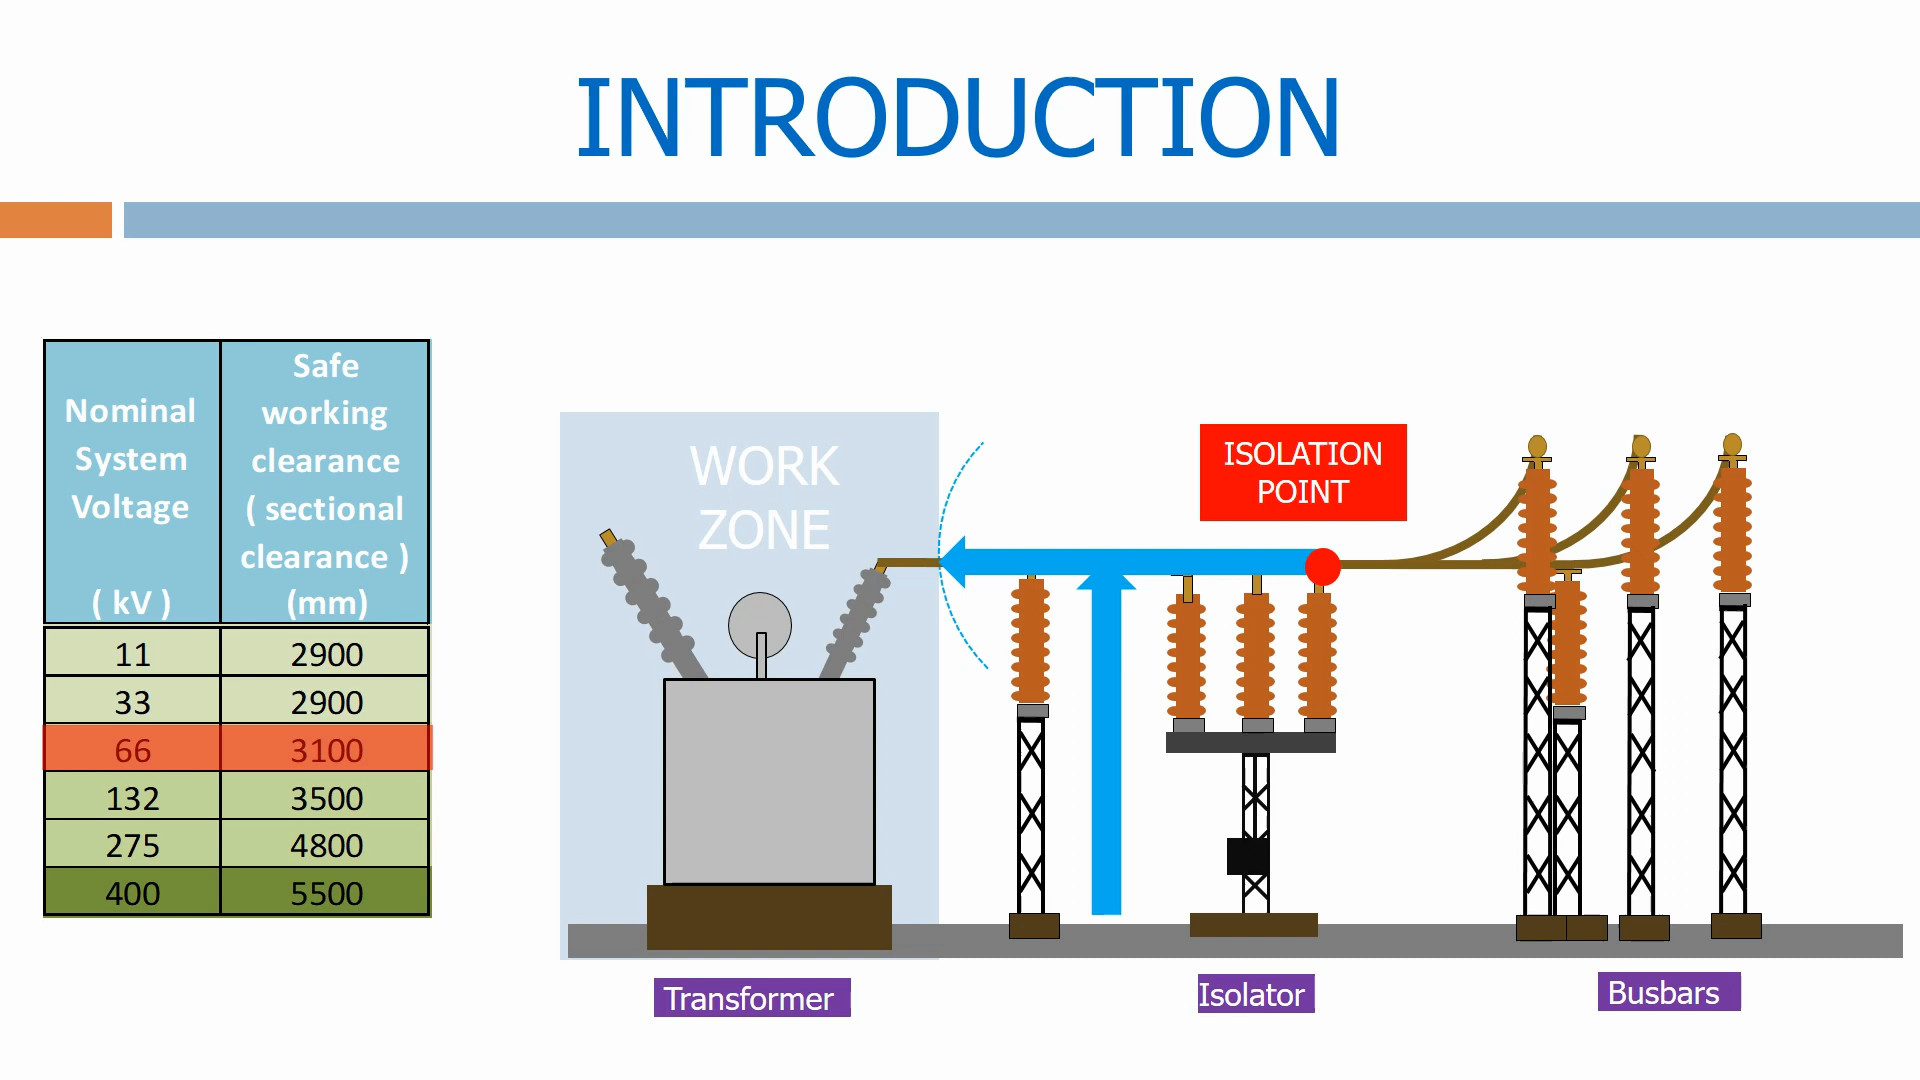 INTRODUCTION
Nominal
System
Voltage
( kV )
Safe
working
clearance
( sectional
clearance )
(mm)
11 2900
33 2900
66 3100
132 3500
275 4800
400 5500
WORK
ZONE
ISOLATION
POINT
Transformer
Isolator
Busbars